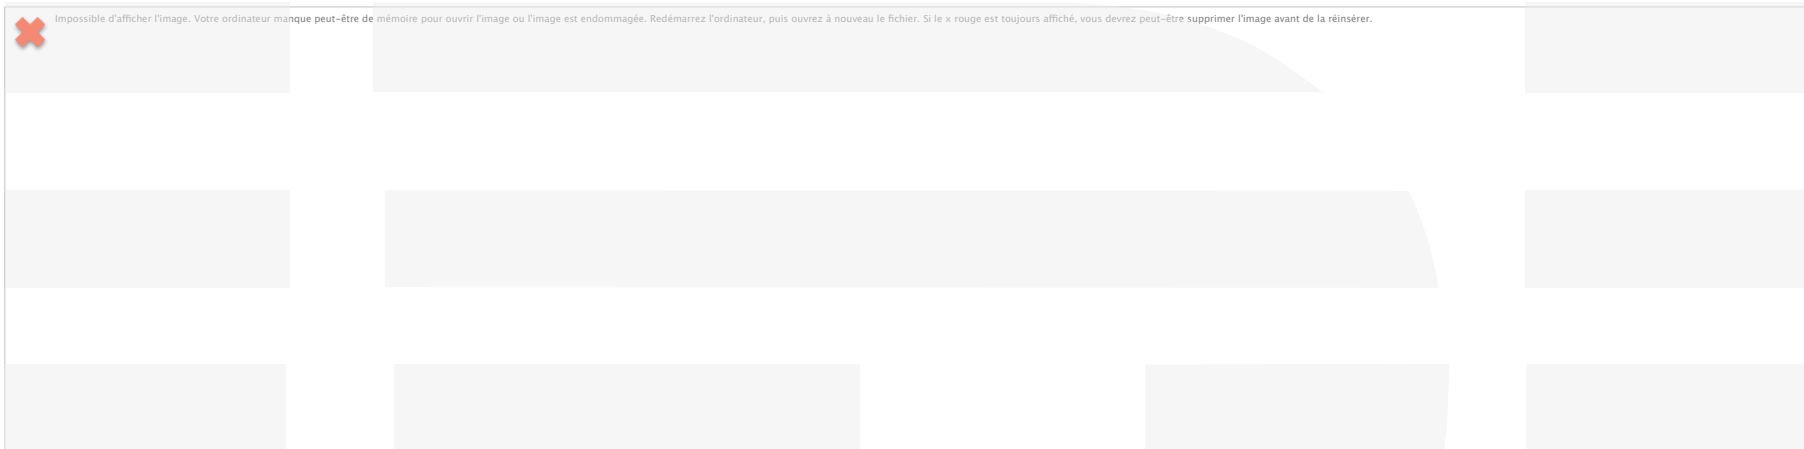 Impossible d'afficher l'image. Votre ordinateur manque peut-être de mémoire pour ouvrir l'image ou l'image est endommagée. Redémarrez l'ordinateur, puis ouvrez à nouveau le fichier. Si le x rouge est toujours affiché, vous devrez peut-être supprimer l'image avant de la réinsérer.